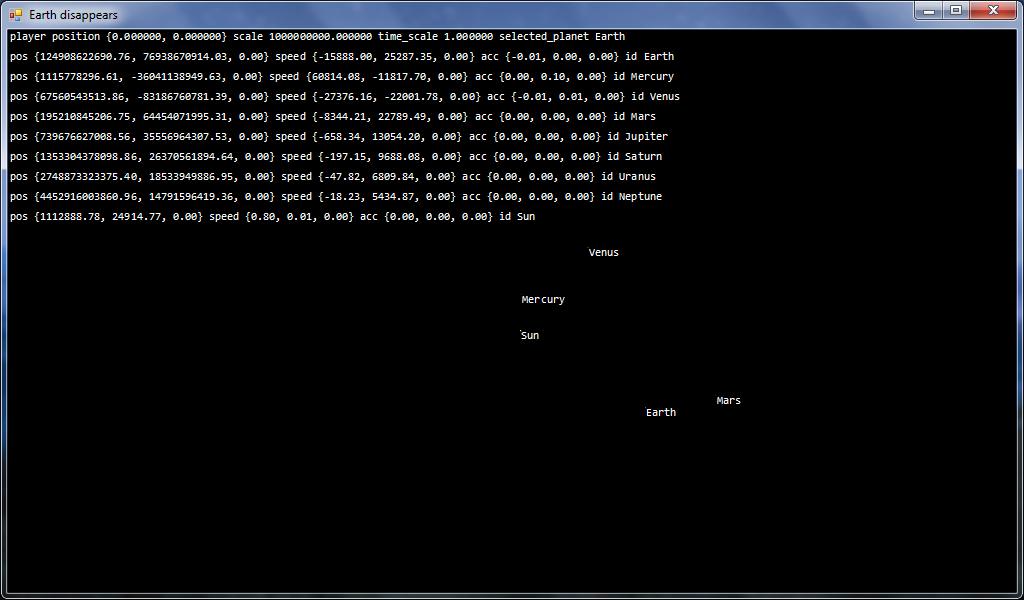 Earth disappears
player position {0.000000, 0.000000} scale 1000000000.000000 time_scale 1.000000 selected_planet Earth
pos {124908622690.76, 76938670914.03, 0.00} speed {-15888.00, 25287.35, 0.00} acc {-0.01, 0.00, 0.00} id Earth
pos {1115778296.61, -36041138949.63, 0.00} speed {60814.08, -11817.70, 0.00} acc {0.00, 0.10, 0.00} id Mercury
pos {67560543513.86, -83186760781.39, 0.00} speed {-27376.16, -22001.78, 0.00} acc {-0.01, 0.01, 0.00} id Venus
pos {195210845206.75, 64454071995.31, 0.00} speed {-8344.21, 22789.49, 0.00} acc {0.00, 0.00, 0.00} id Mars
pos {739676627008.56, 35556964307.53, 0.00} speed {-658.34, 13054.20, 0.00} acc {0.00, 0.00, 0.00} id Jupiter
pos {1353304378098.86, 26370561894.64, 0.00} speed {-197.15, 9688.08, 0.00} acc {0.00, 0.00, 0.00} id Saturn
pos {2748873323375.40, 18533949886.95, 0.00} speed {-47.82, 6809.84, 0.00} acc {0.00, 0.00, 0.00} id Uranus
pos {4452916003860.96, 14791596419.36, 0.00} speed {-18.23, 5434.87, 0.00} acc {0.00, 0.00, 0.00} id Neptune
pos {1112888.78, 24914.77, 0.00} speed {0.80, 0.01, 0.00} acc {0.00, 0.00, 0.00} id Sun
Venus
Mercury
Sun
Mars
Earth